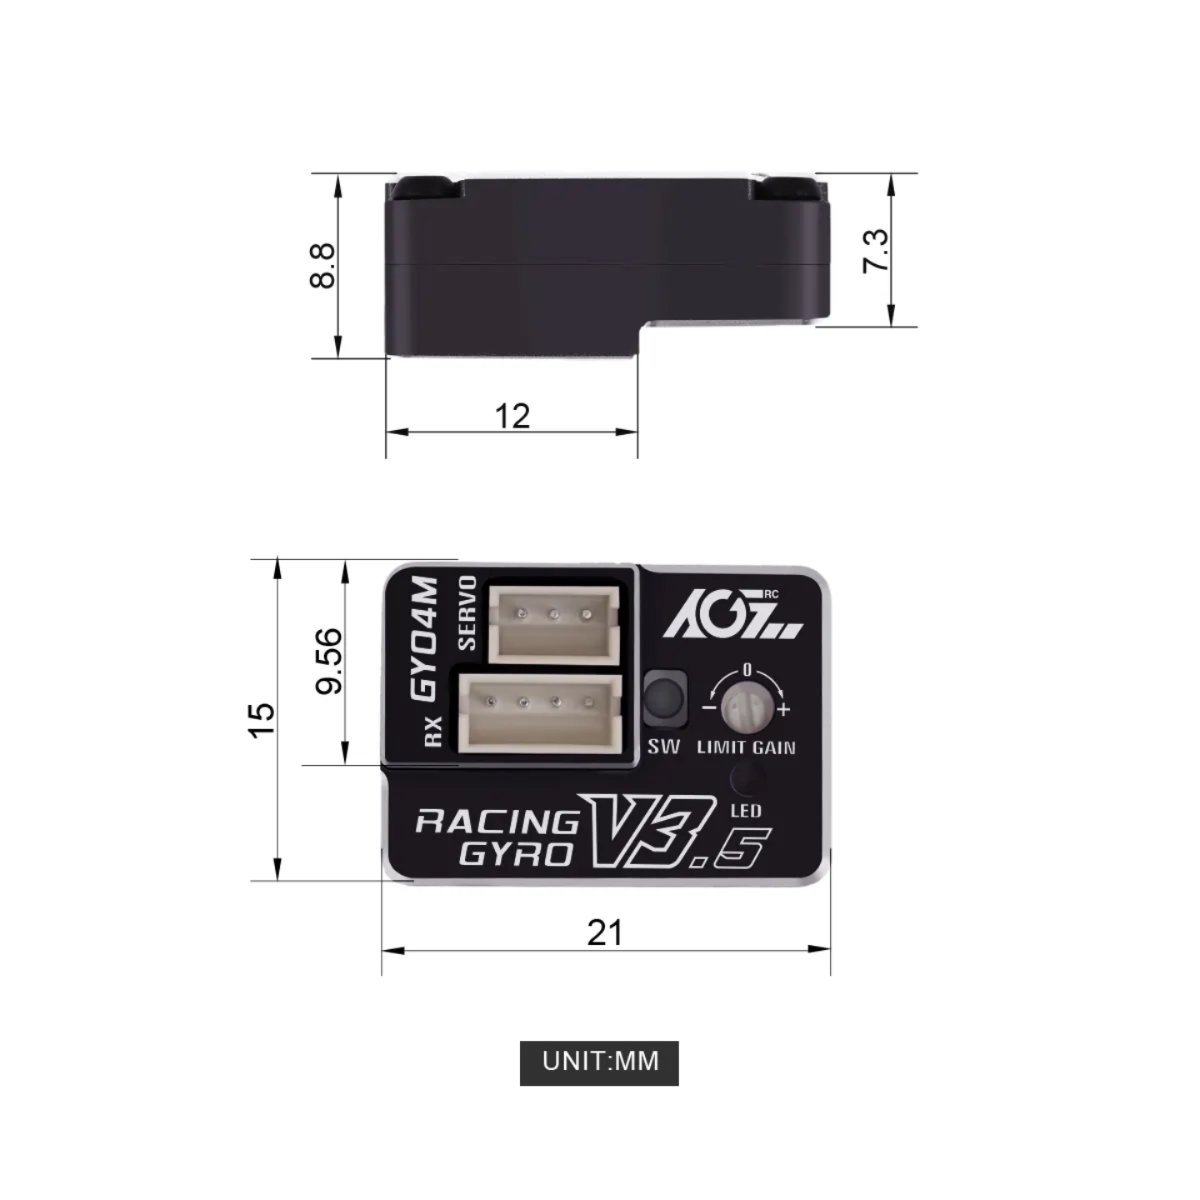 8.8
7.3
12
15
9.56
GY04M
SERVO
RX
AGF RC
0
- +
SW
LIMIT GAIN
LED
RACING
GYRO
V3.5
21
UNIT:MM